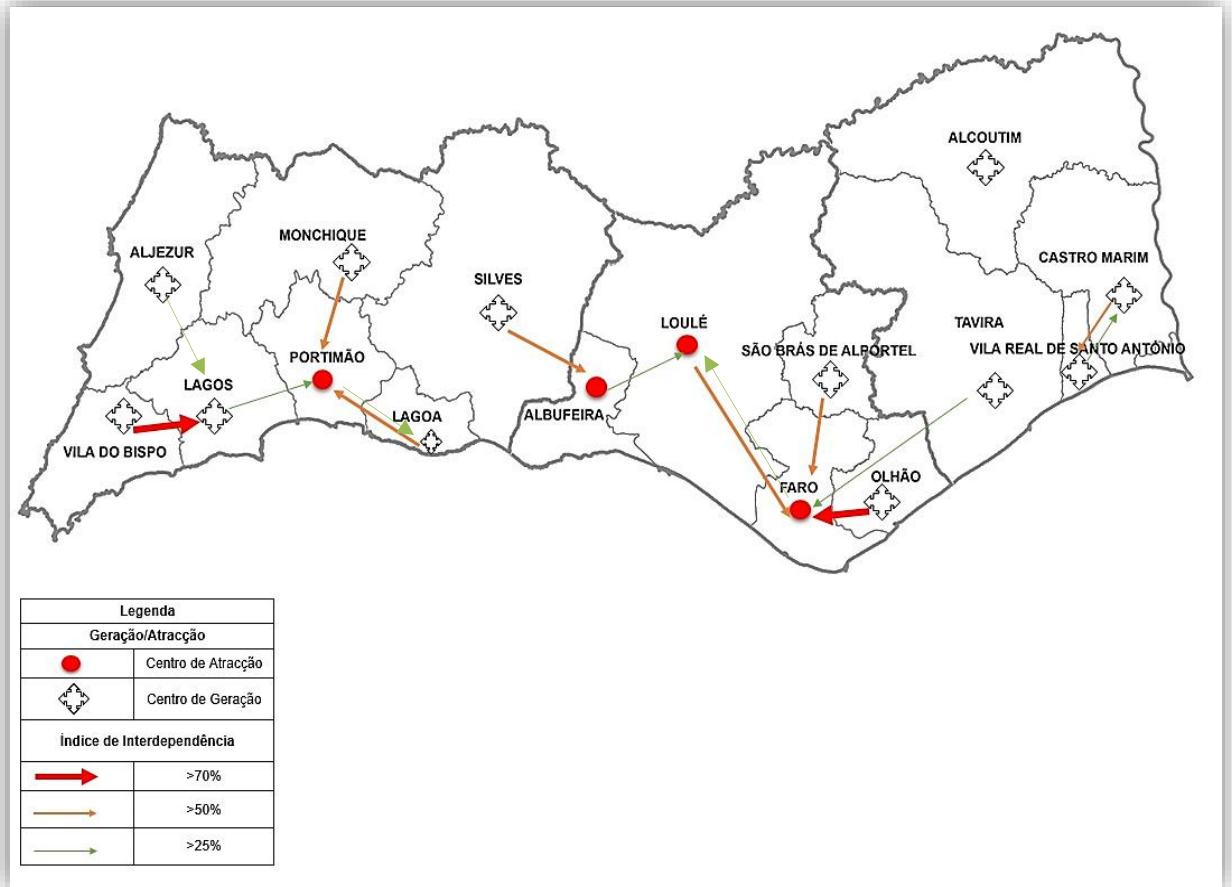 ALCOUTIM
MONCHIQUE
ALJEZUR
CASTRO MARIM
SILVES
LOULÉ
TAVIRA
SÃO BRÁS DE ALPORTEL
VILA REAL DE SANTO ANTÓNIO
PORTIMÃO
LAGOS
LAGOA
ALBUFEIRA
VILA DO BISPO
FARO
OLHÃO
Legenda
Geração/Atracção
Centro de Atracção
Centro de Geração
Índice de Interdependência
>70%
>50%
>25%